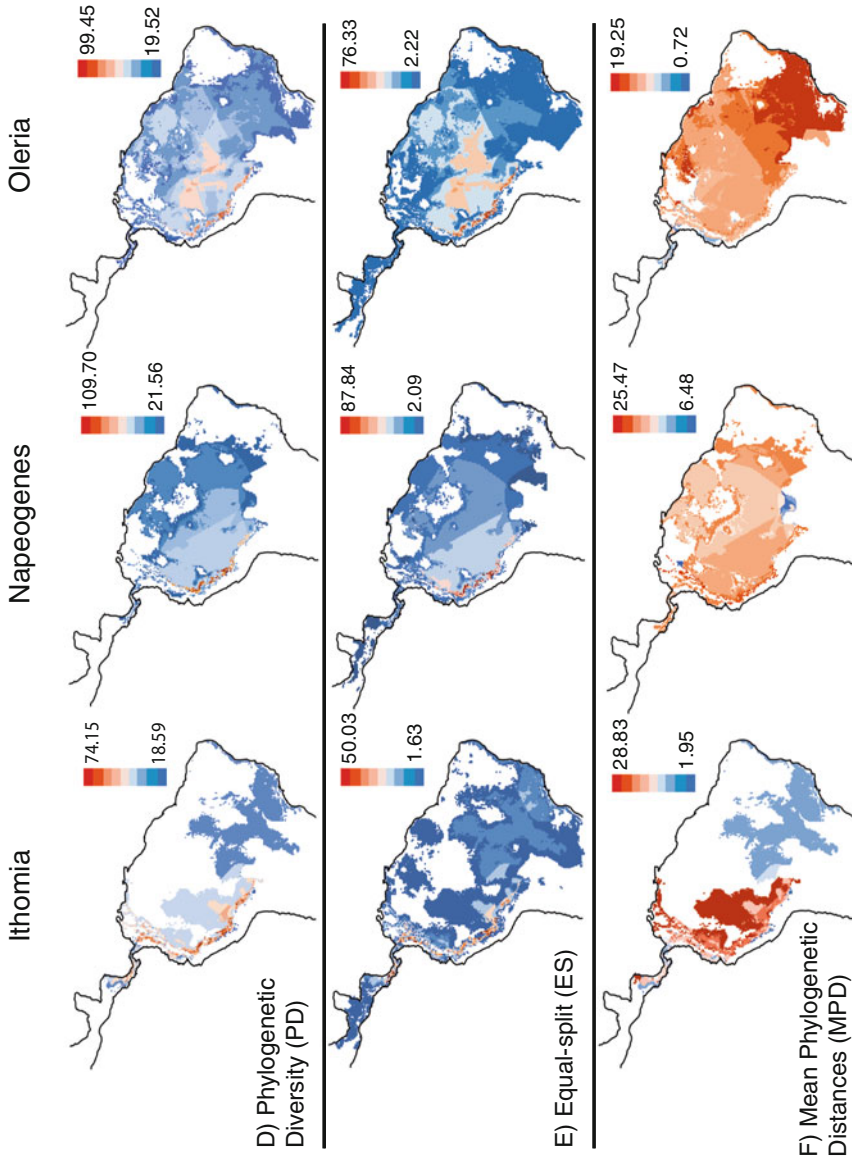 Ithomia
Napeogenes
Oleria
D) Phylogenetic
Diversity (PD)
74.15
18.59
109.70
21.56
99.45
19.52
E) Equal-split (ES)
50.03
1.63
87.84
2.09
76.33
2.22
F) Mean Phylogenetic
Distances (MPD)
28.83
1.95
25.47
6.48
19.25
0.72